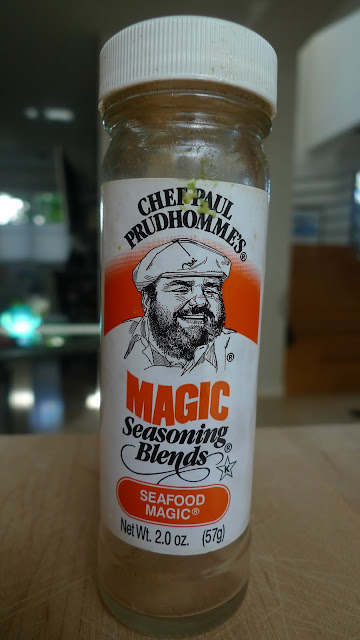 CHEF PAUL
PRUDHOMME'S®
®
MAGIC
Seasoning
Blends®
K
SEAFOOD
MAGIC®
Net Wt. 2.0 oz. (57g)